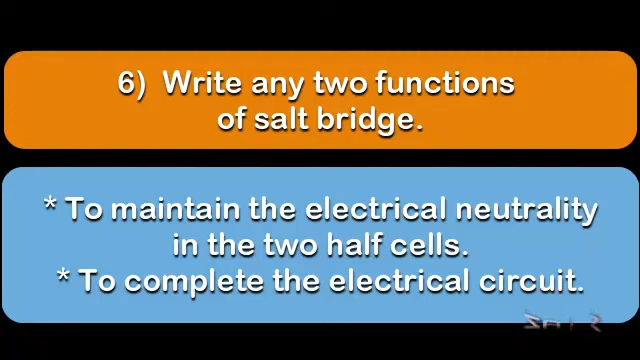 6) Write any two functions
of salt bridge.
* To maintain the electrical neutrality
in the two half cells.
* To complete the electrical circuit.